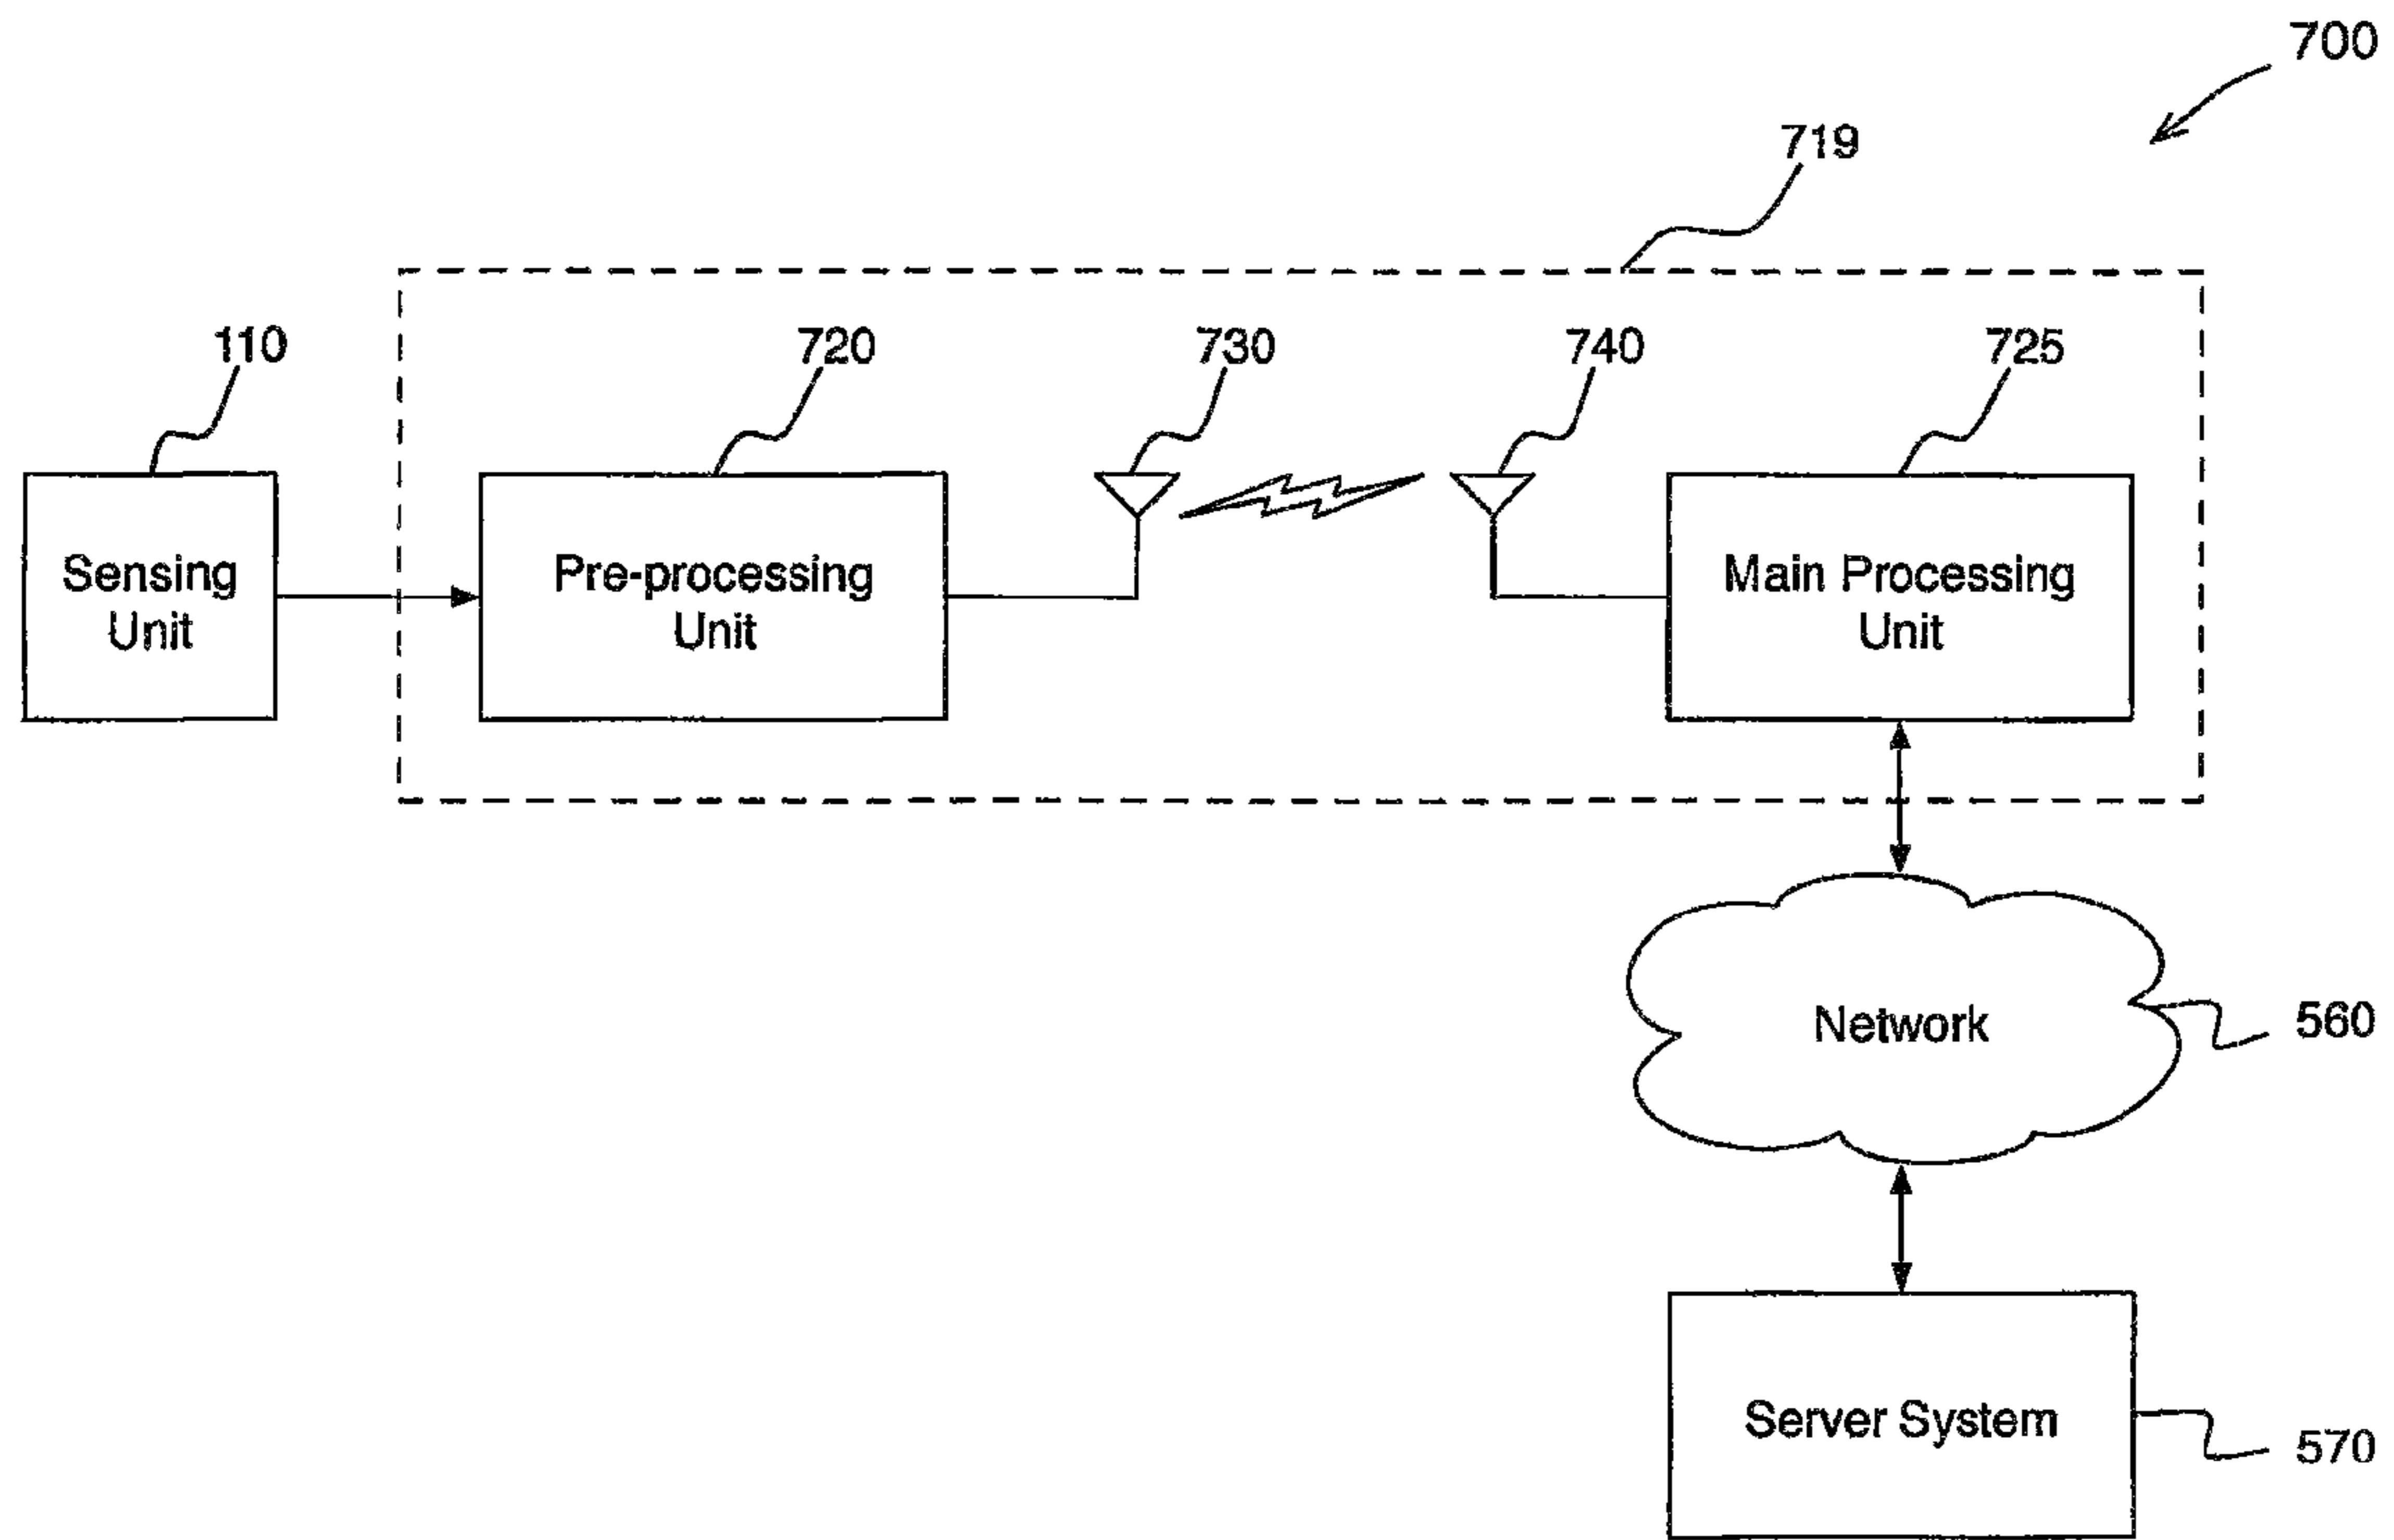 700
719
110
720
730
740
725
Sensing
Unit
Pre-processing
Unit
Main Processing
Unit
Network
560
Server System
570